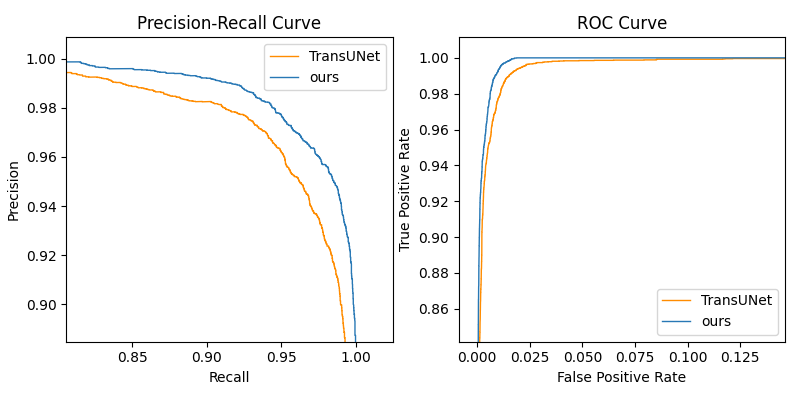 Precision-Recall Curve
Precision
1.00
0.98
0.96
0.94
0.92
0.90
TransUNet
ours
0.85 0.90 0.95 1.00
Recall
ROC Curve
True Positive Rate
1.00
0.98
0.96
0.94
0.92
0.90
0.88
0.86
TransUNet
ours
0.000 0.025 0.050 0.075 0.100 0.125
False Positive Rate